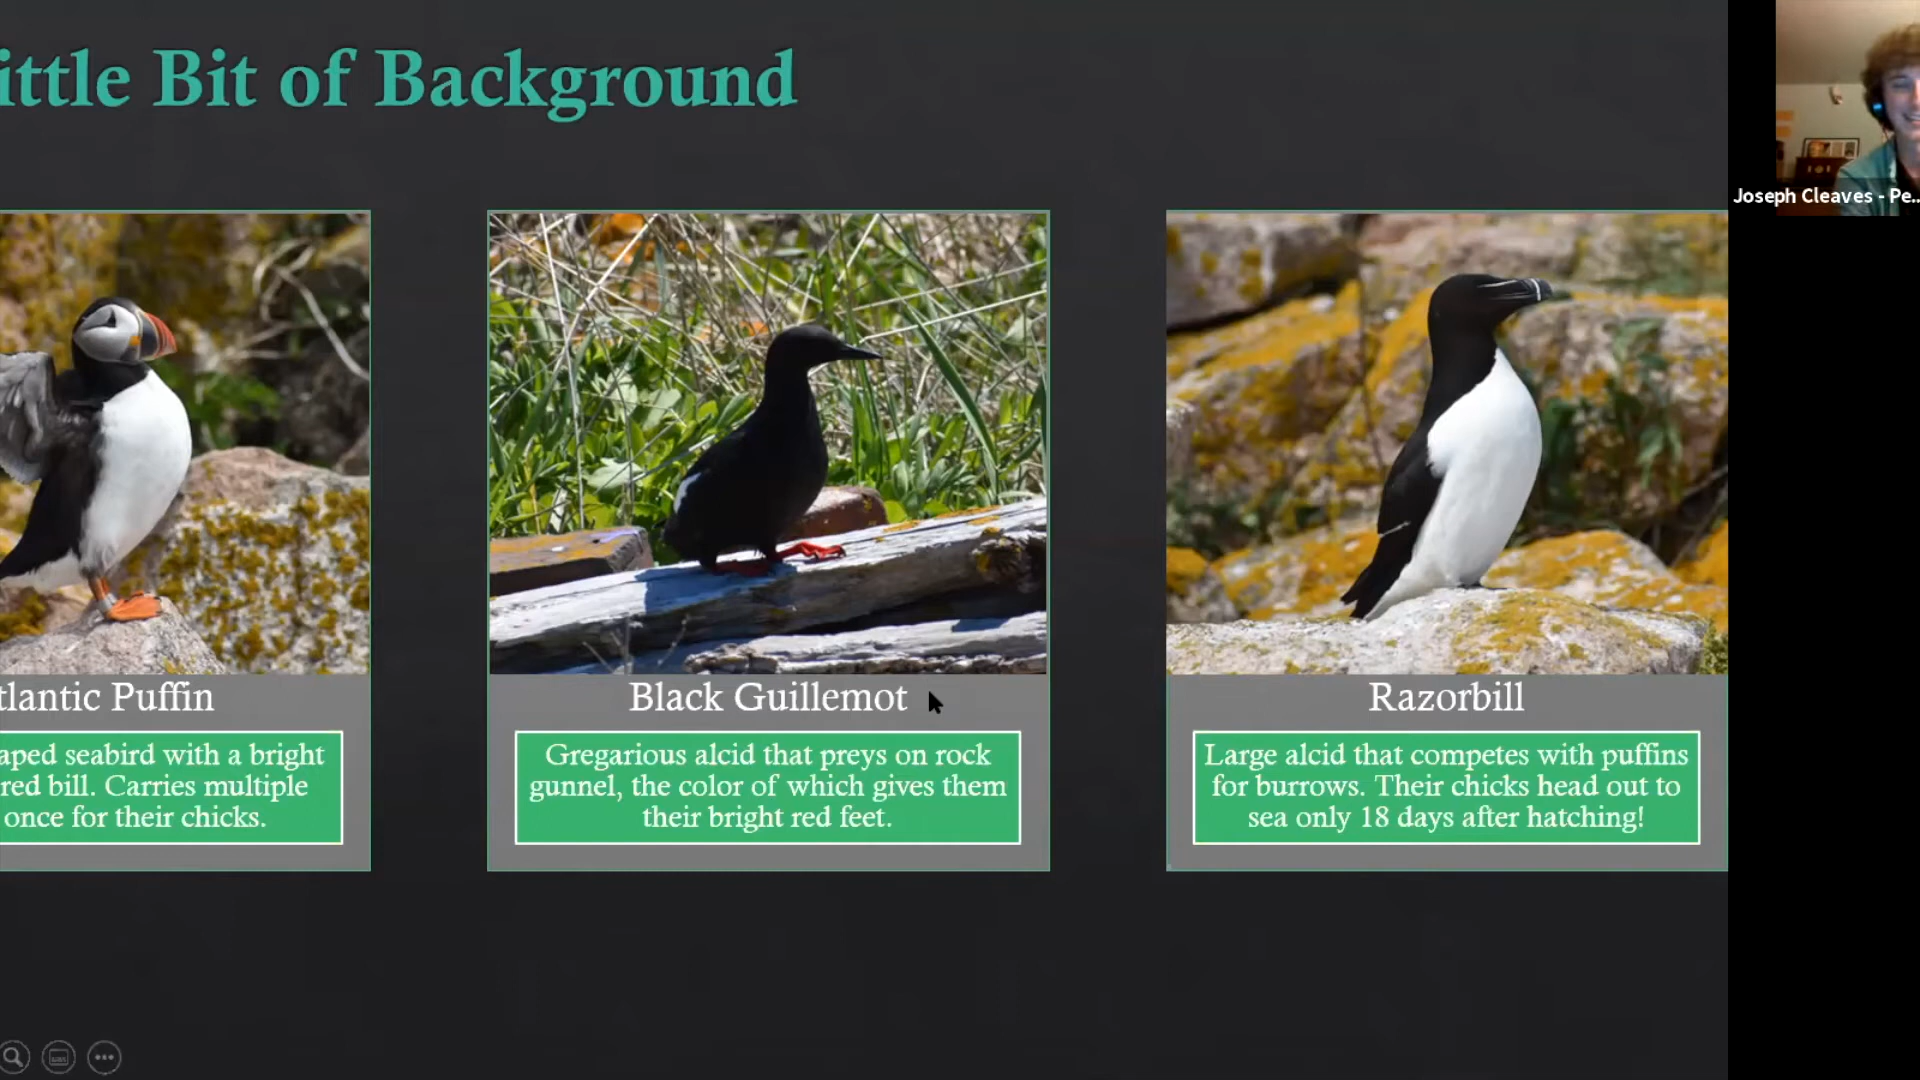 ittle Bit of Background
Joseph Cleaves - Pe...
tlantic Puffin
aped seabird with a bright
red bill. Carries multiple
once for their chicks.
Black Guillemot
Gregarious alcid that preys on rock
gunnel, the color of which gives them
their bright red feet.
Razorbill
Large alcid that competes with puffins
for burrows. Their chicks head out to
sea only 18 days after hatching!